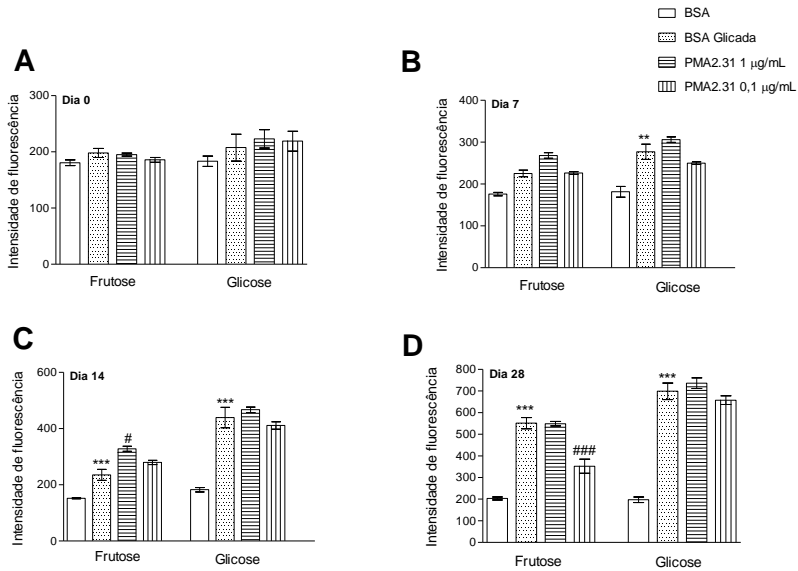 BSA
BSA Glicada
PMA2.31 1 µg/mL
PMA2.31 0,1 µg/mL
A
Dia 0
Intensidade de fluorescência
300
200
100
0
Frutose Glicose
B
Dia 7
Intensidade de fluorescência
400
300
200
100
0
**
Frutose Glicose
C
Dia 14
Intensidade de fluorescência
600
400
200
0
***
#
***
Frutose Glicose
D
Dia 28
Intensidade de fluorescência
800
700
600
500
400
300
200
100
0
***
###
***
Frutose Glicose